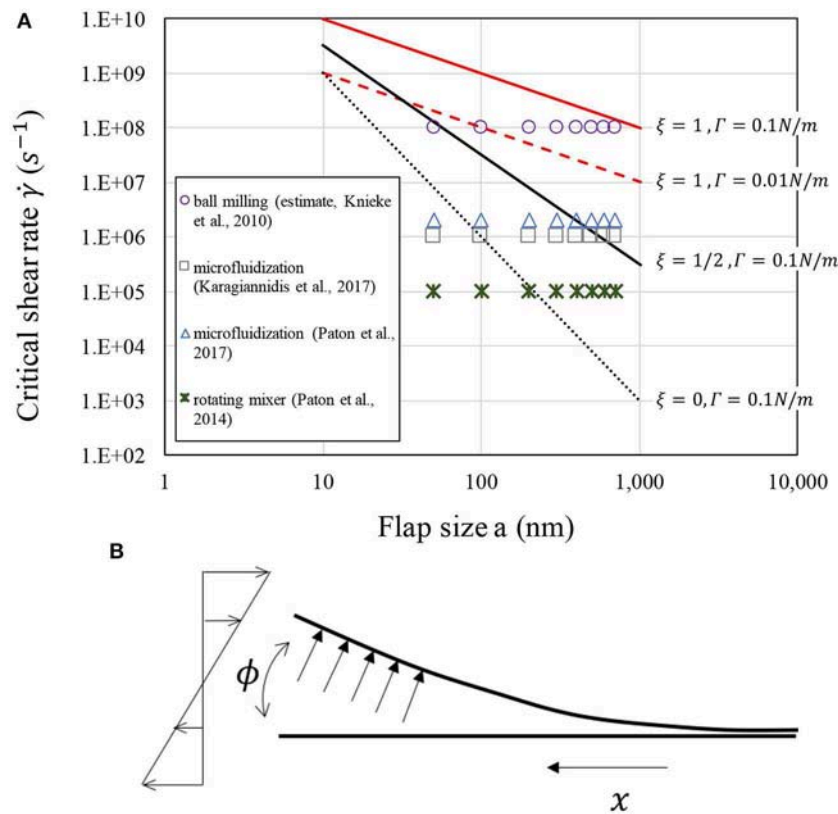 A
Critical shear rate γ̇ (s⁻¹)
1.E+10
1.E+09
1.E+08
1.E+07
1.E+06
1.E+05
1.E+04
1.E+03
1.E+02
ball milling (estimate, Knieke
et al., 2010)
microfluidization
(Karagiannidis et al., 2017)
microfluidization (Paton et al.,
2017)
rotating mixer (Paton et al.,
2014)
ξ = 1 , Γ = 0.1N/m
ξ = 1, Γ = 0.01N/m
ξ = 1/2 , Γ = 0.1N/m
ξ = 0, Γ = 0.1N/m
1
10
100
1,000
10,000
Flap size a (nm)
B
ϕ
x